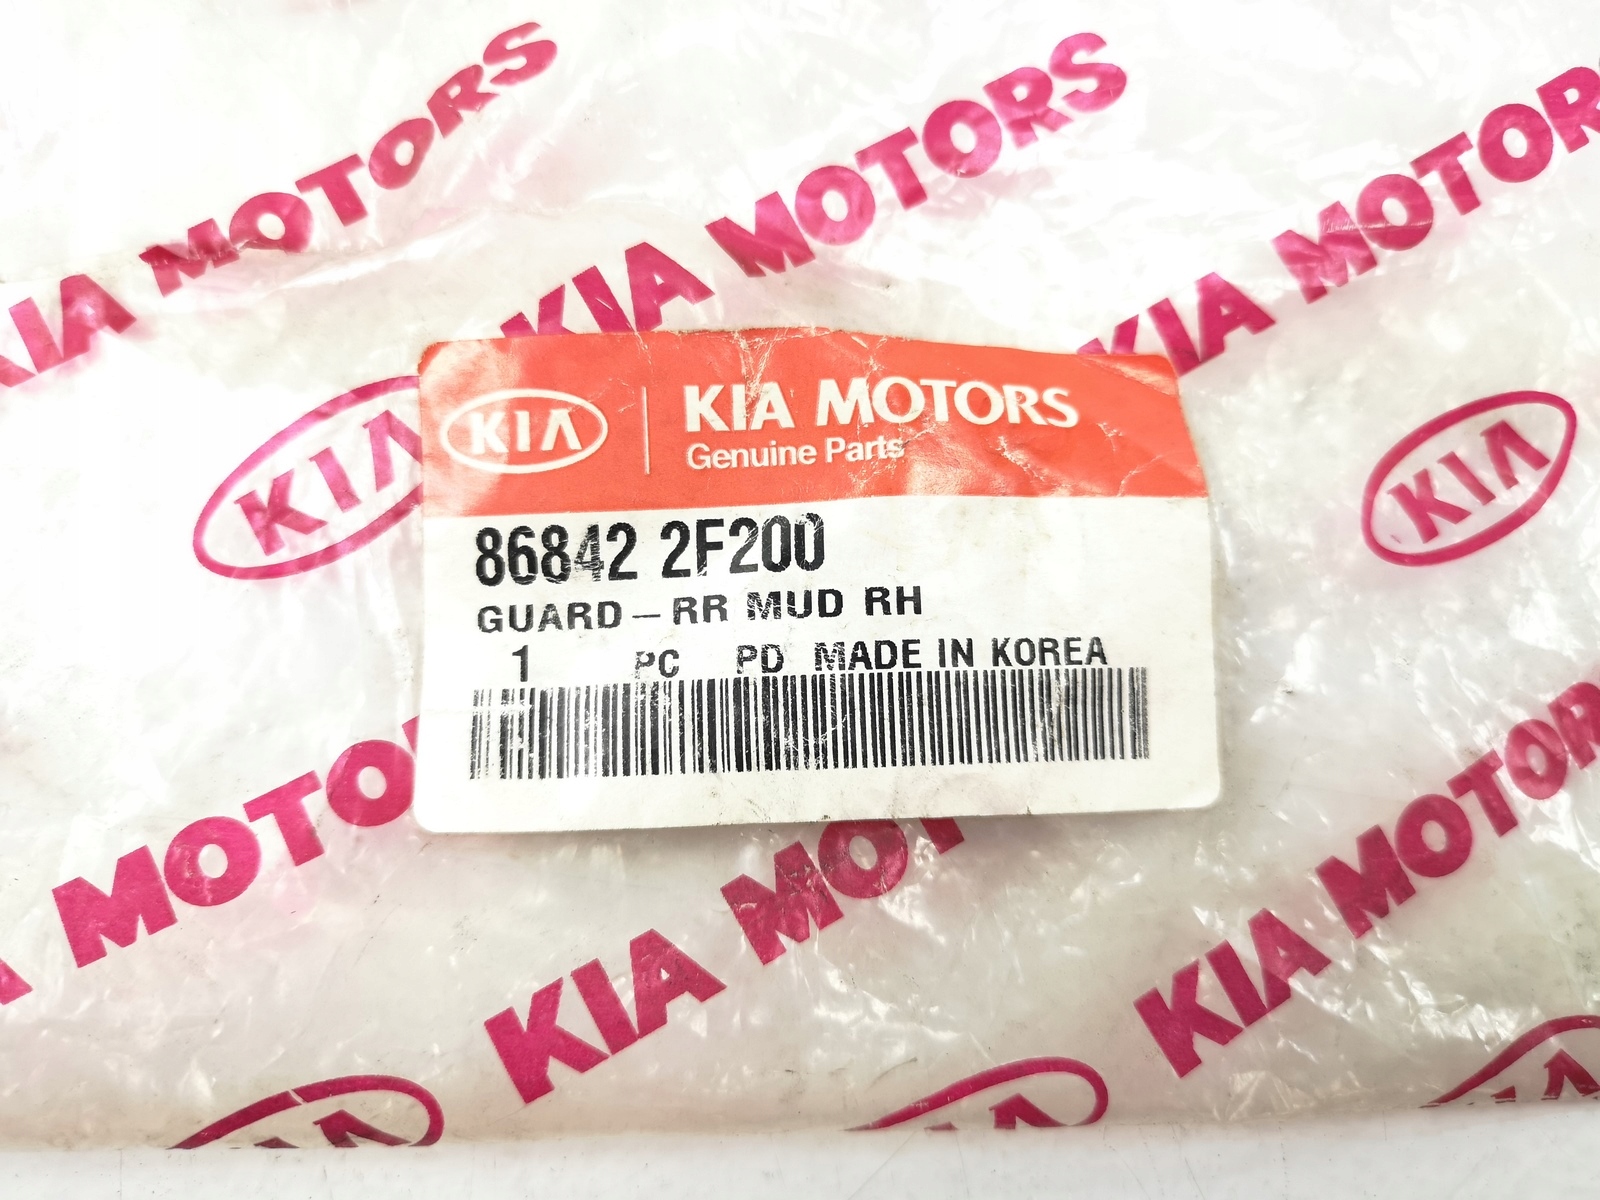 KIA MOTORS
KIA MOTORS
KIA MOTORS
KIA
KIA
KIA
KIA MOTORS
Genuine Parts
86842 2F200
GUARD-RR MUD RH
1 PC PD MADE IN KOREA
KIA MOTORS
KIA MOTORS